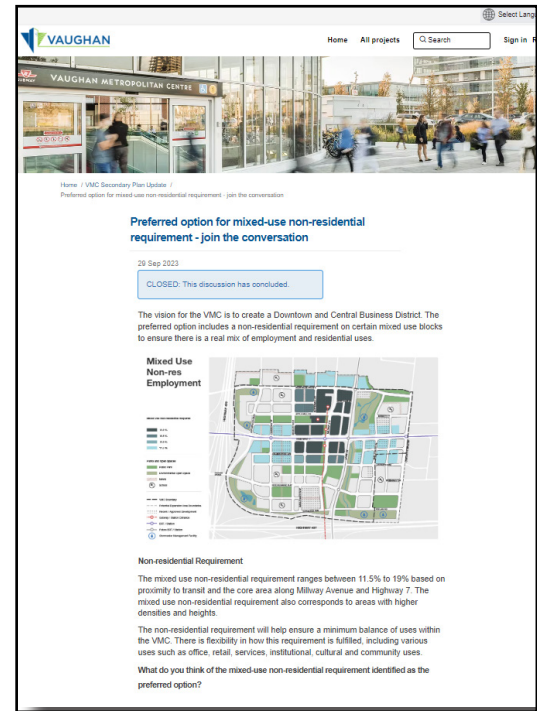 Select Lang
VAUGHAN
Home All projects Search Sign in R
VAUGHAN METROPOLITAN CENTRE
Home / VMC Secondary Plan Update /
Preferred option for mixed-use non-residential requirement - join the conversation
Preferred option for mixed-use non-residential
requirement - join the conversation
29 Sep 2023
CLOSED: This discussion has concluded.
The vision for the VMC is to create a Downtown and Central Business District. The
preferred option includes a non-residential requirement on certain mixed use blocks
to ensure there is a real mix of employment and residential uses.
Mixed Use
Non-res
Employment
Non-residential Requirement
The mixed use non-residential requirement ranges between 11.5% to 19% based on
proximity to transit and the core area along Millway Avenue and Highway 7. The
mixed use non-residential requirement also corresponds to areas with higher
densities and heights.
The non-residential requirement will help ensure a minimum balance of uses within
the VMC. There is flexibility in how this requirement is fulfilled, including various
uses such as office, retail, services, institutional, cultural and community uses.
What do you think of the mixed-use non-residential requirement identified as the
preferred option?